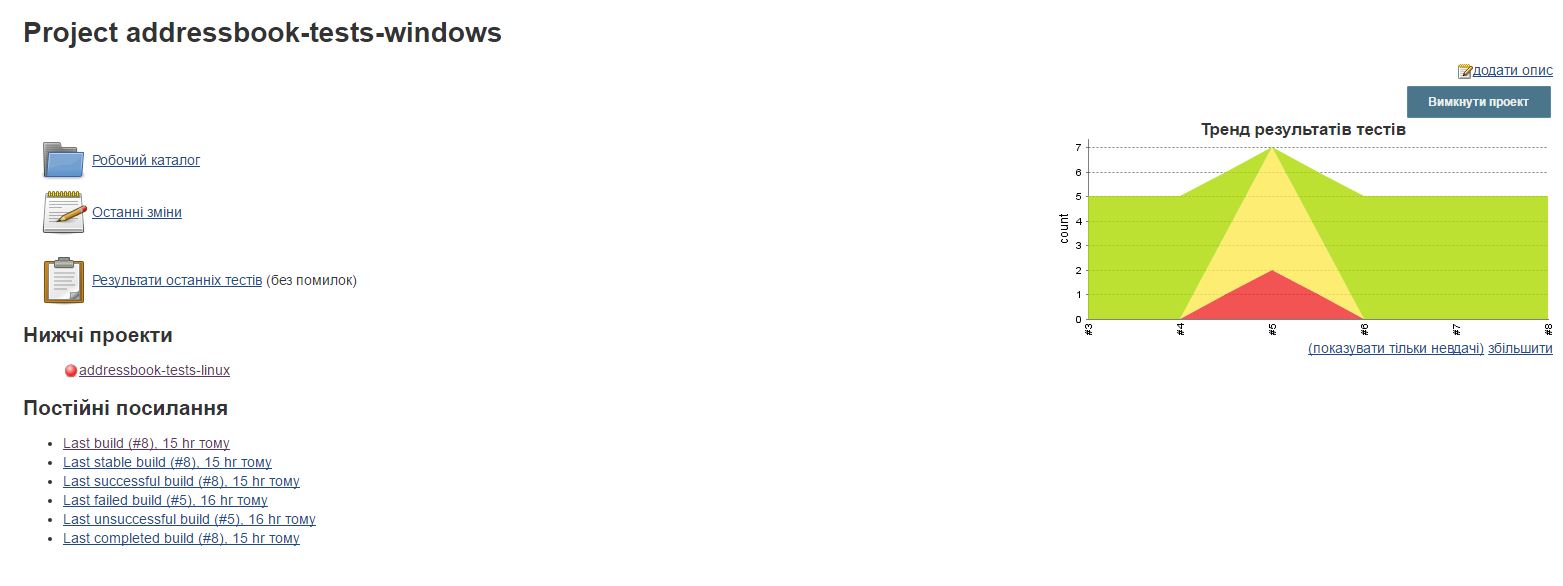 Project addressbook-tests-windows
додати опис
Вимкнути проект
Робочий каталог
Останні зміни
Результати останніх тестів (без помилок)
Тренд результатів тестів
count
7
6
5
4
3
2
1
0
#3 #4 #5 #6 #7 #8
(показувати тільки невдачі) збільшити
Нижчі проекти
addressbook-tests-linux
Постійні посилання
Last build (#8), 15 hr тому
Last stable build (#8), 15 hr тому
Last successful build (#8), 15 hr тому
Last failed build (#5), 16 hr тому
Last unsuccessful build (#5), 16 hr тому
Last completed build (#8), 15 hr тому